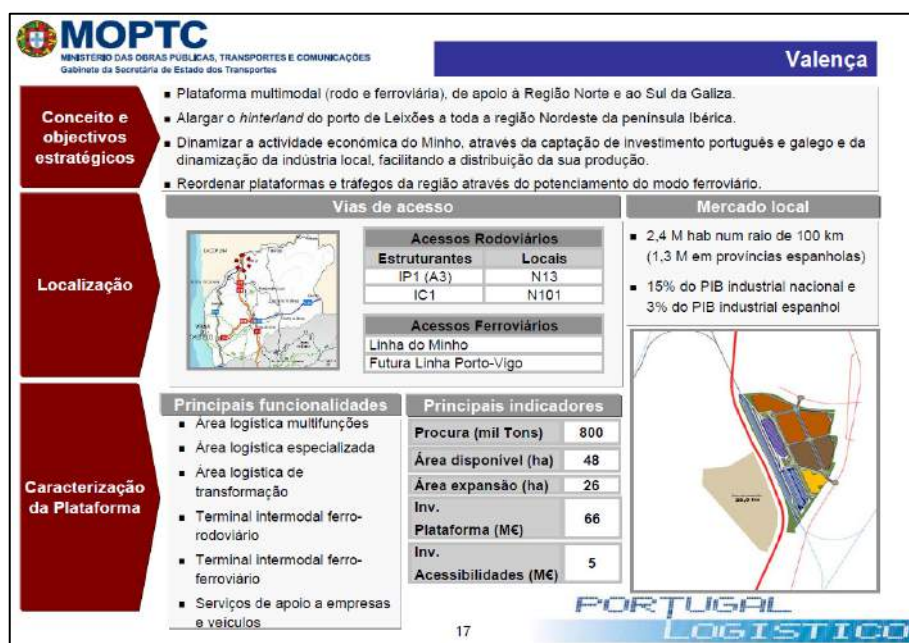 MOPTC
MINISTÉRIO DAS OBRAS PÚBLICAS, TRANSPORTES E COMUNICAÇÕES
Gabinete da Secretária de Estado dos Transportes
Valença
Conceito e
objectivos
estratégicos
▪ Plataforma multimodal (rodo e ferroviária), de apoio à Região Norte e ao Sul da Galiza.
▪ Alargar o hinterland do porto de Leixões a toda a região Nordeste da península Ibérica.
▪ Dinamizar a actividade económica do Minho, através da captação de investimento português e galego e da
dinamização da indústria local, facilitando a distribuição da sua produção.
▪ Reordenar plataformas e tráfegos da região através do potenciamento do modo ferroviário.
Localização
Vias de acesso
Acessos Rodoviários
Estruturantes Locais
IP1 (A3) N13
IC1 N101
Acessos Ferroviários
Linha do Minho
Futura Linha Porto-Vigo
Mercado local
▪ 2,4 M hab num raio de 100 km
(1,3 M em províncias espanholas)
▪ 15% do PIB industrial nacional e
3% do PIB industrial espanhol
Caracterização
da Plataforma
Principais funcionalidades
▪ Área logística multifunções
▪ Área logística especializada
▪ Área logística de
transformação
▪ Terminal intermodal ferro-
rodoviário
▪ Terminal intermodal ferro-
ferroviário
▪ Serviços de apoio a empresas
e veículos
Principais indicadores
Procura (mil Tons) 800
Área disponível (ha) 48
Área expansão (ha) 26
Inv.
Plataforma (M€) 66
Inv.
Acessibilidades (M€) 5
17
PORTUGAL
LOGISTICO